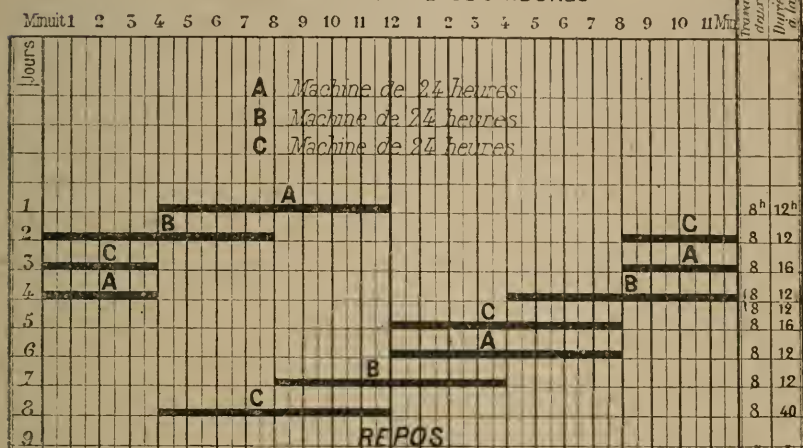 Minuit 1 2 3 4 5 6 7 8 9 10 11 12 1 2 3 4 5 6 7 8 9 10 11 Min
Jours
A Machine de 24 heures
B Machine de 24 heures
C Machine de 24 heures
A
1 8h 12h
B C
2 8 12
C A
3 8 16
A B
4 8 12
8 12
C
5 8 16
A
6 8 12
B
7 8 12
C
8 8 40
9 REPOS